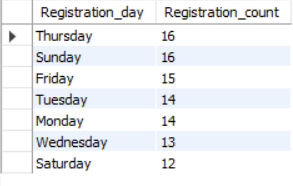 Registration_day Registration_count
Thursday 16
Sunday 16
Friday 15
Tuesday 14
Monday 14
Wednesday 13
Saturday 12